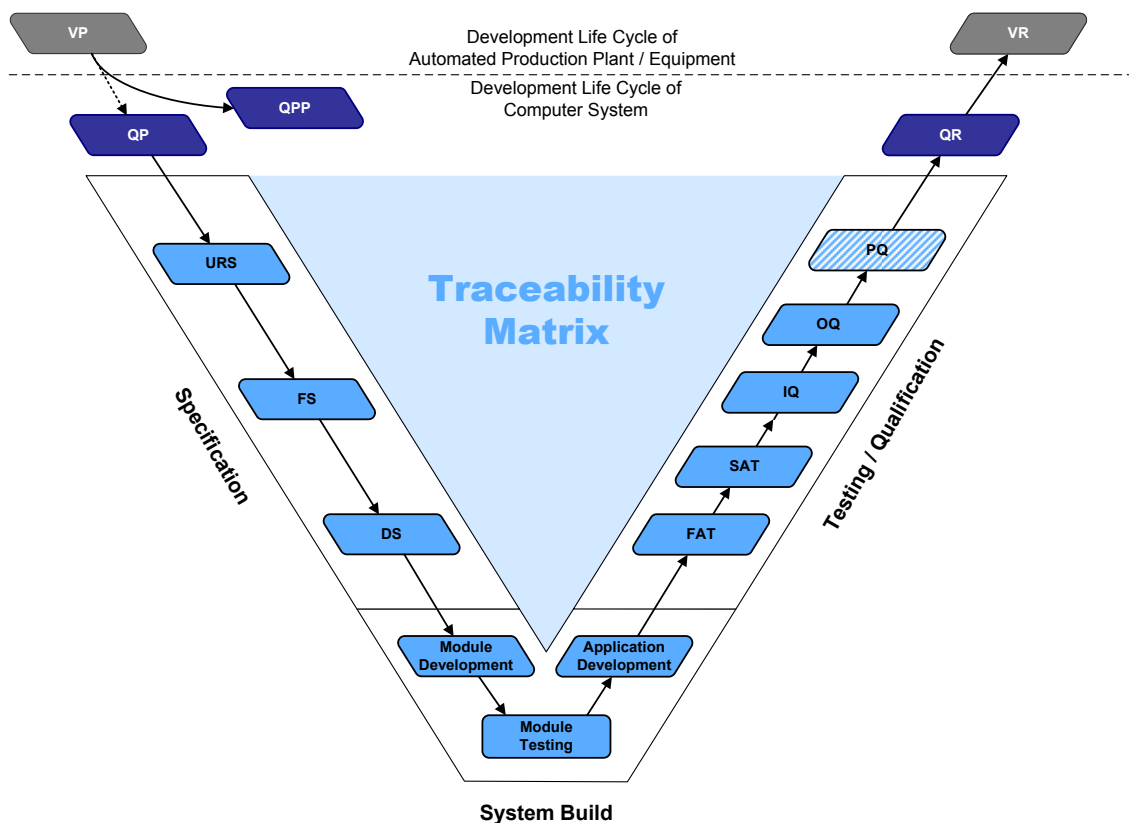 VP
Development Life Cycle of
Automated Production Plant / Equipment
VR
Development Life Cycle of
Computer System
QPP
QP
QR
URS
PQ
Traceability
Matrix
OQ
FS
IQ
Specification
Testing / Qualification
SAT
DS
FAT
Module
Development
Application
Development
Module
Testing
System Build